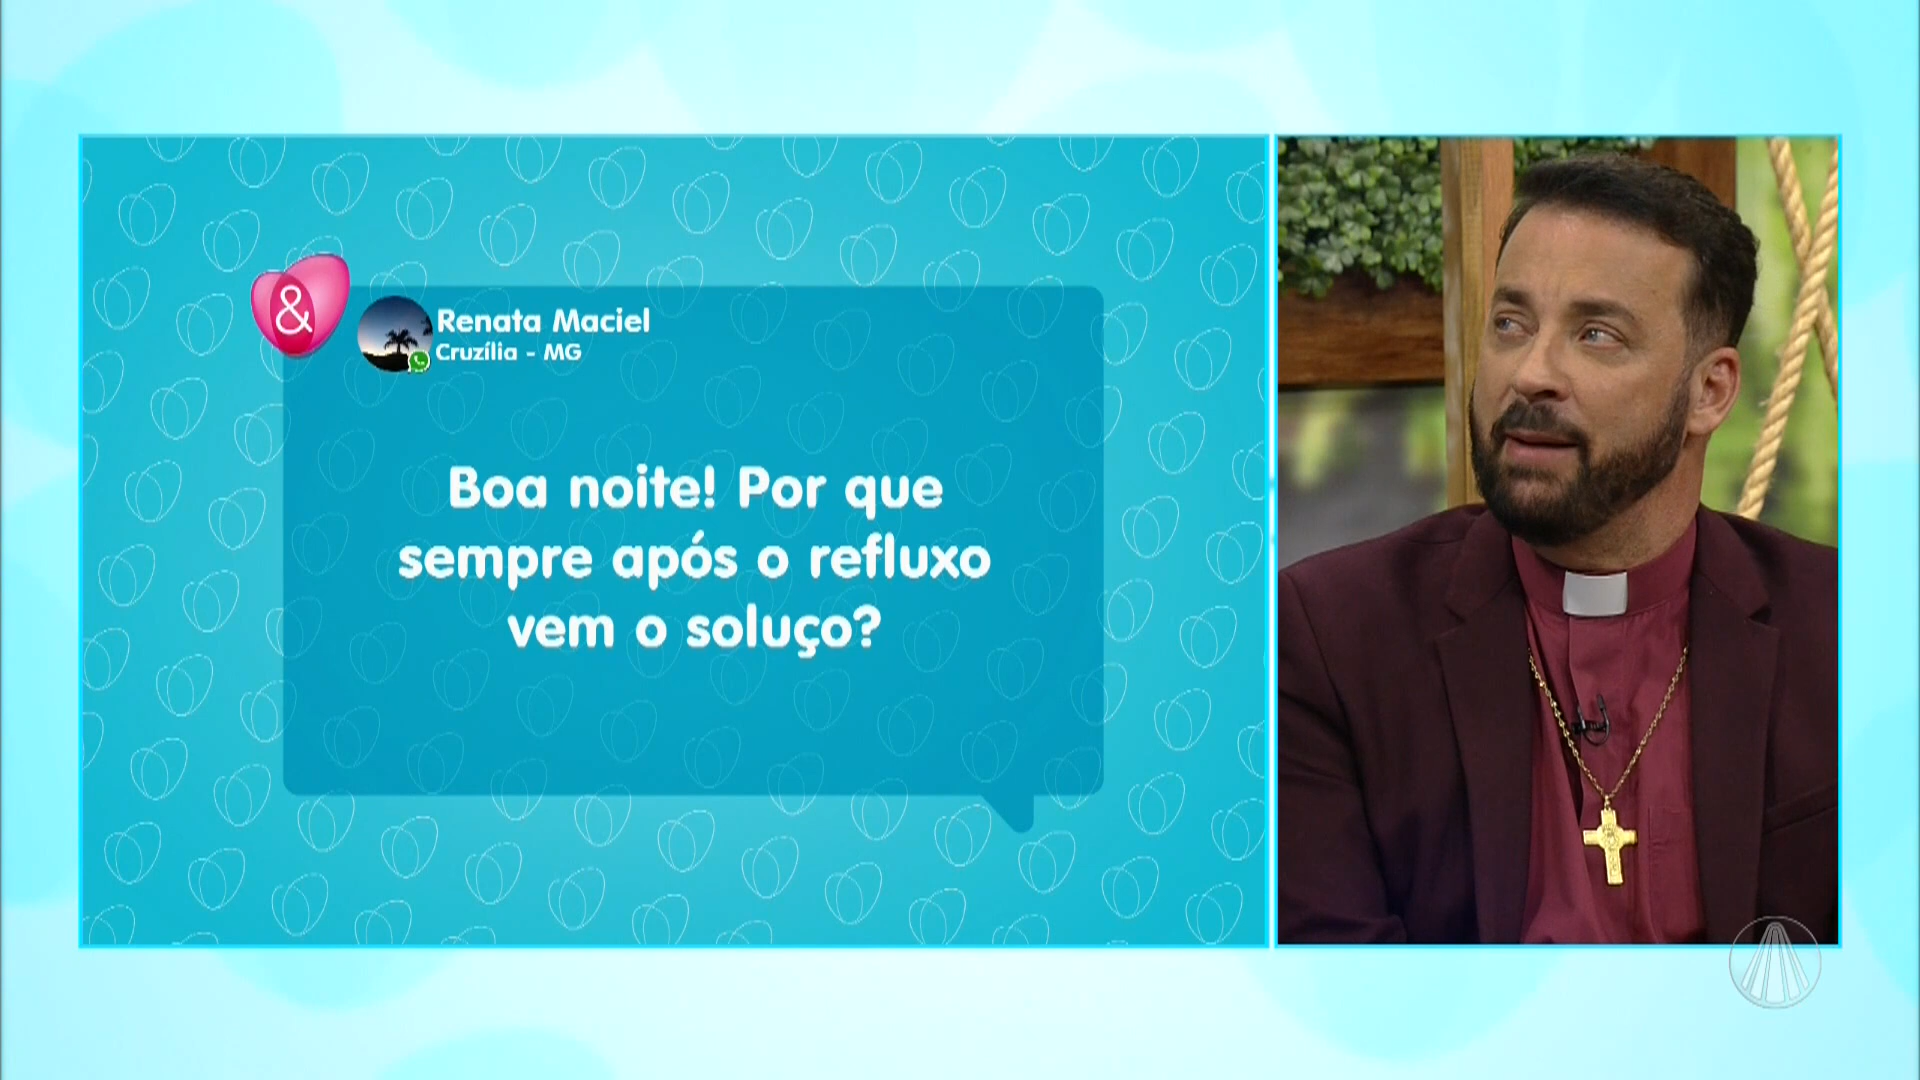 &
Renata Maciel
Cruzília - MG
Boa noite! Por que
sempre após o refluxo
vem o soluço?